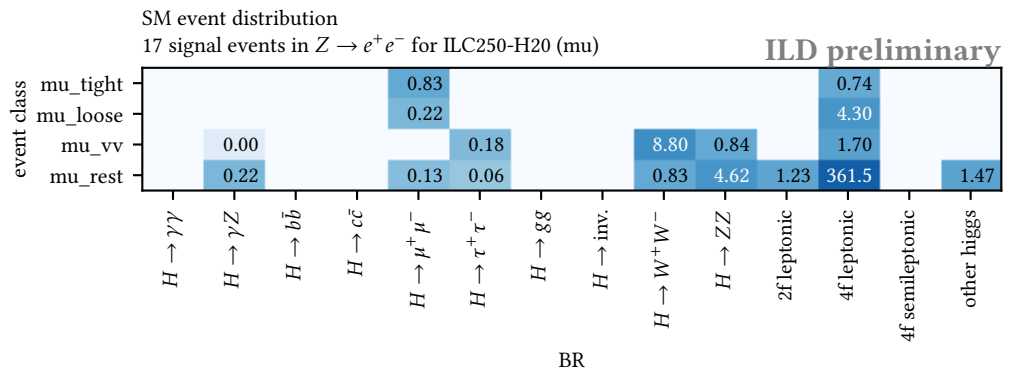 SM event distribution
17 signal events in Z → e⁺e⁻ for ILC250-H20 (mu)
ILD preliminary
event class
mu_tight 0.83 0.74
mu_loose 0.22 4.30
mu_vv 0.00 0.18 8.80 0.84 1.70
mu_rest 0.22 0.13 0.06 0.83 4.62 1.23 361.5 1.47
H → γγ
H → γZ
H → bb̄
H → cc̄
H → μ⁺μ⁻
H → τ⁺τ⁻
H → gg
H → inv.
H → W⁺W⁻
H → ZZ
2f leptonic
4f leptonic
4f semileptonic
other higgs
BR